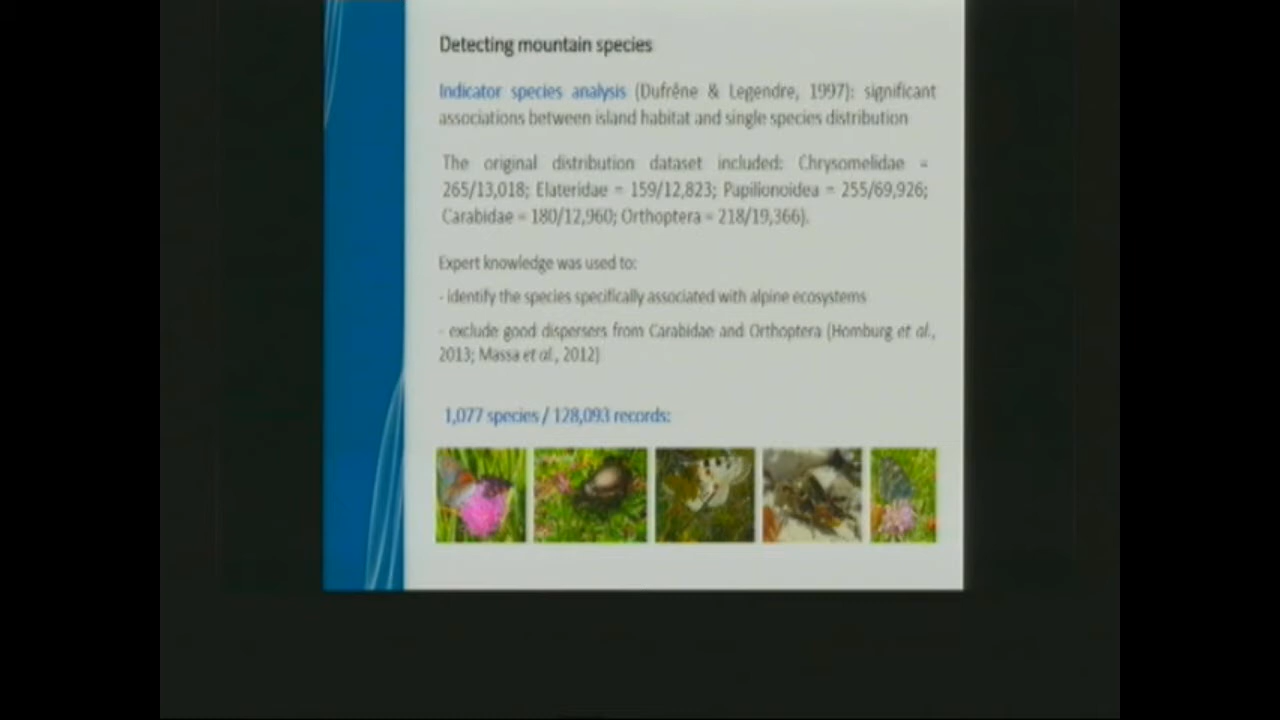 Detecting mountain species
Indicator species analysis (Dufrêne & Legendre, 1997): significant
associations between island habitat and single species distribution
The original distribution dataset included: Chrysomelidae =
265/13,018; Elateridae = 159/12,823; Papilionoidea = 255/69,926;
Carabidae = 180/12,960; Orthoptera = 218/19,366).
Expert knowledge was used to:
- identify the species specifically associated with alpine ecosystems
- exclude good dispersers from Carabidae and Orthoptera (Homburg et al.,
2013; Massa et al., 2012)
1,077 species / 128,093 records: